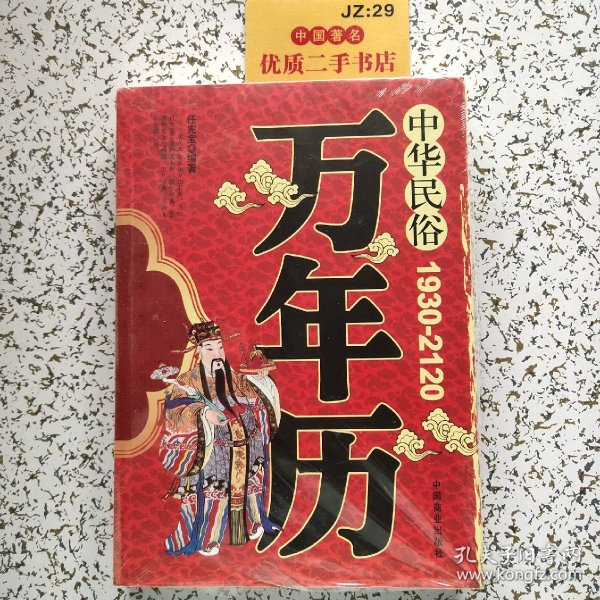 JZ:29
中国著名
优质二手书店
中华民俗
1930-2120
万年历
任宪宝◎编著
中国商业出版社
孔夫子旧书网
www.kongfz.com